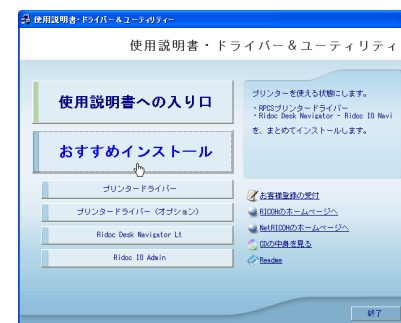 使用説明書・ドライバー＆ユーティリティー
使用説明書・ドライバー＆ユーティリティ
使用説明書への入り口
おすすめインストール
プリンタードライバー
プリンタードライバー（オプション）
Ridoc Desk Navigator Lt
Ridoc IO Admin
プリンターを使える状態にします。
・RPCSプリンタードライバー
・Ridoc Desk Navigator - Ridoc IO Navi
を、まとめてインストールします。
お客様登録の受付
RICOHのホームページへ
NetRICOHのホームページへ
CDの中身を見る
Readme
終了